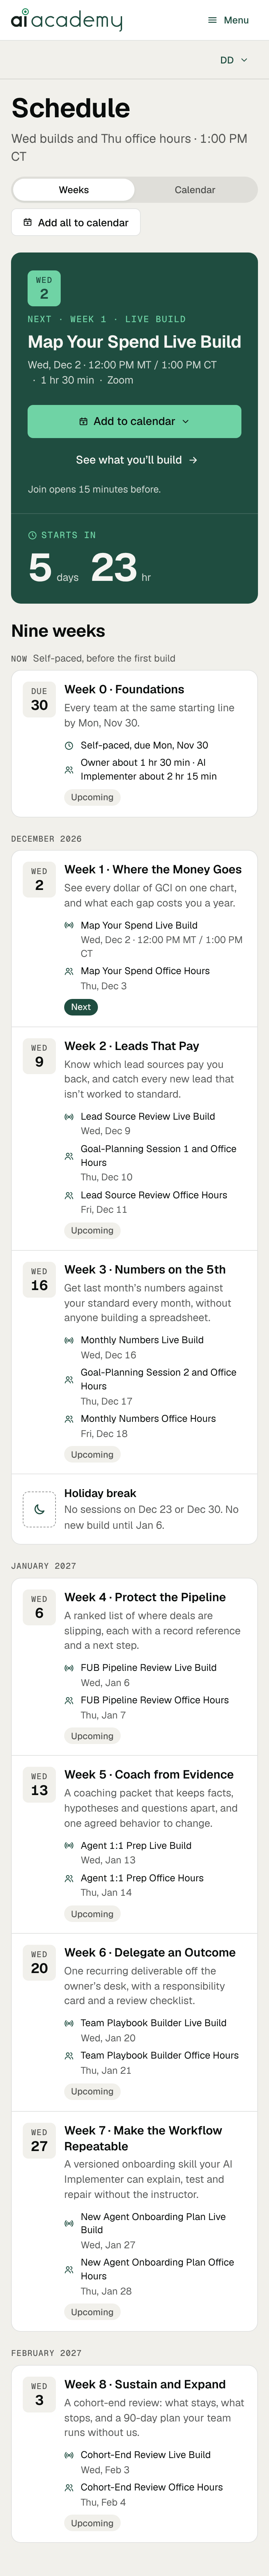 ai academy
Menu
DD
Schedule
Wed builds and Thu office hours · 1:00 PM
CT
Weeks
Calendar
Add all to calendar
WED
2
NEXT · WEEK 1 · LIVE BUILD
Map Your Spend Live Build
Wed, Dec 2 · 12:00 PM MT / 1:00 PM CT
· 1 hr 30 min · Zoom
Add to calendar
See what you'll build →
Join opens 15 minutes before.
STARTS IN
5 days 23 hr
Nine weeks
NOW Self-paced, before the first build
DUE
30
Week 0 · Foundations
Every team at the same starting line
by Mon, Nov 30.
Self-paced, due Mon, Nov 30
Owner about 1 hr 30 min · AI
Implementer about 2 hr 15 min
Upcoming
DECEMBER 2026
WED
2
Week 1 · Where the Money Goes
See every dollar of GCI on one chart,
and what each gap costs you a year.
Map Your Spend Live Build
Wed, Dec 2 · 12:00 PM MT / 1:00 PM
CT
Map Your Spend Office Hours
Thu, Dec 3
Next
WED
9
Week 2 · Leads That Pay
Know which lead sources pay you
back, and catch every new lead that
isn't worked to standard.
Lead Source Review Live Build
Wed, Dec 9
Goal-Planning Session 1 and Office
Hours
Thu, Dec 10
Lead Source Review Office Hours
Fri, Dec 11
Upcoming
WED
16
Week 3 · Numbers on the 5th
Get last month's numbers against
your standard every month, without
anyone building a spreadsheet.
Monthly Numbers Live Build
Wed, Dec 16
Goal-Planning Session 2 and Office
Hours
Thu, Dec 17
Monthly Numbers Office Hours
Fri, Dec 18
Upcoming
Holiday break
No sessions on Dec 23 or Dec 30. No
new build until Jan 6.
JANUARY 2027
WED
6
Week 4 · Protect the Pipeline
A ranked list of where deals are
slipping, each with a record reference
and a next step.
FUB Pipeline Review Live Build
Wed, Jan 6
FUB Pipeline Review Office Hours
Thu, Jan 7
Upcoming
WED
13
Week 5 · Coach from Evidence
A coaching packet that keeps facts,
hypotheses and questions apart, and
one agreed behavior to change.
Agent 1:1 Prep Live Build
Wed, Jan 13
Agent 1:1 Prep Office Hours
Thu, Jan 14
Upcoming
WED
20
Week 6 · Delegate an Outcome
One recurring deliverable off the
owner's desk, with a responsibility
card and a review checklist.
Team Playbook Builder Live Build
Wed, Jan 20
Team Playbook Builder Office Hours
Thu, Jan 21
Upcoming
WED
27
Week 7 · Make the Workflow
Repeatable
A versioned onboarding skill your AI
Implementer can explain, test and
repair without the instructor.
New Agent Onboarding Plan Live
Build
Wed, Jan 27
New Agent Onboarding Plan Office
Hours
Thu, Jan 28
Upcoming
FEBRUARY 2027
WED
3
Week 8 · Sustain and Expand
A cohort-end review: what stays, what
stops, and a 90-day plan your team
runs without us.
Cohort-End Review Live Build
Wed, Feb 3
Cohort-End Review Office Hours
Thu, Feb 4
Upcoming